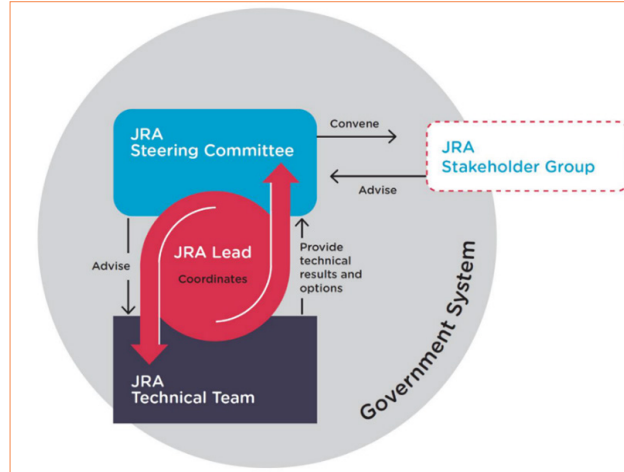 JRA
Steering Committee
Convene
JRA
Stakeholder Group
Advise
JRA Lead
Coordinates
Advise
Provide
technical
results and
options
JRA
Technical Team
Government System